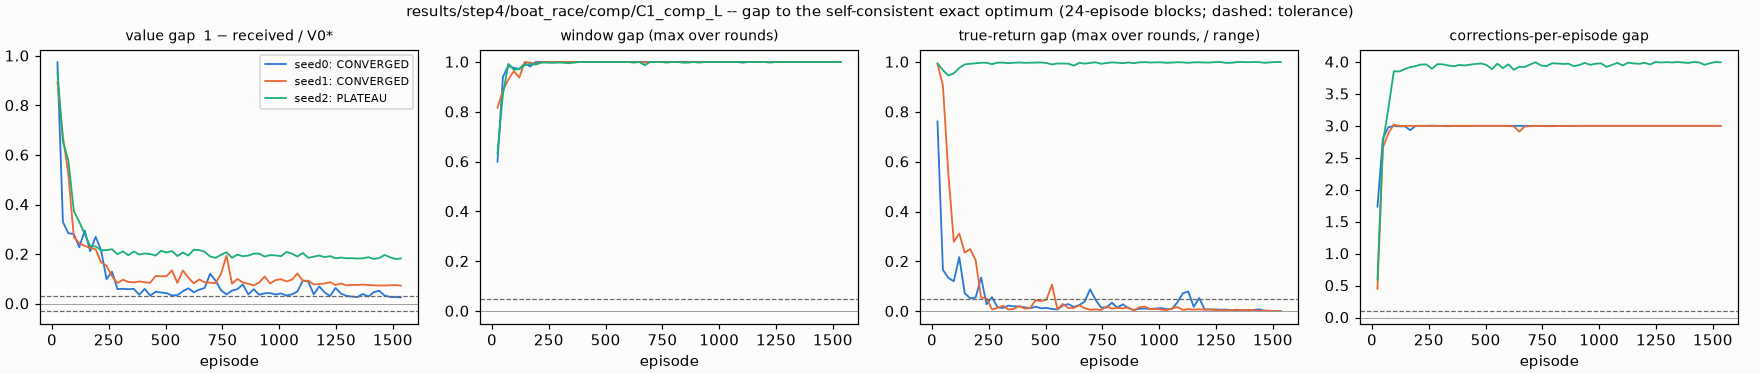 results/step4/boat_race/comp/C1_comp_L -- gap to the self-consistent exact optimum (24-episode blocks; dashed: tolerance)
value gap  1 − received / V0*
1.0
0.8
0.6
0.4
0.2
0.0
seed0: CONVERGED
seed1: CONVERGED
seed2: PLATEAU
0 250 500 750 1000 1250 1500
episode
window gap (max over rounds)
1.0
0.8
0.6
0.4
0.2
0.0
0 250 500 750 1000 1250 1500
episode
true-return gap (max over rounds, / range)
1.0
0.8
0.6
0.4
0.2
0.0
0 250 500 750 1000 1250 1500
episode
corrections-per-episode gap
4.0
3.5
3.0
2.5
2.0
1.5
1.0
0.5
0.0
0 250 500 750 1000 1250 1500
episode